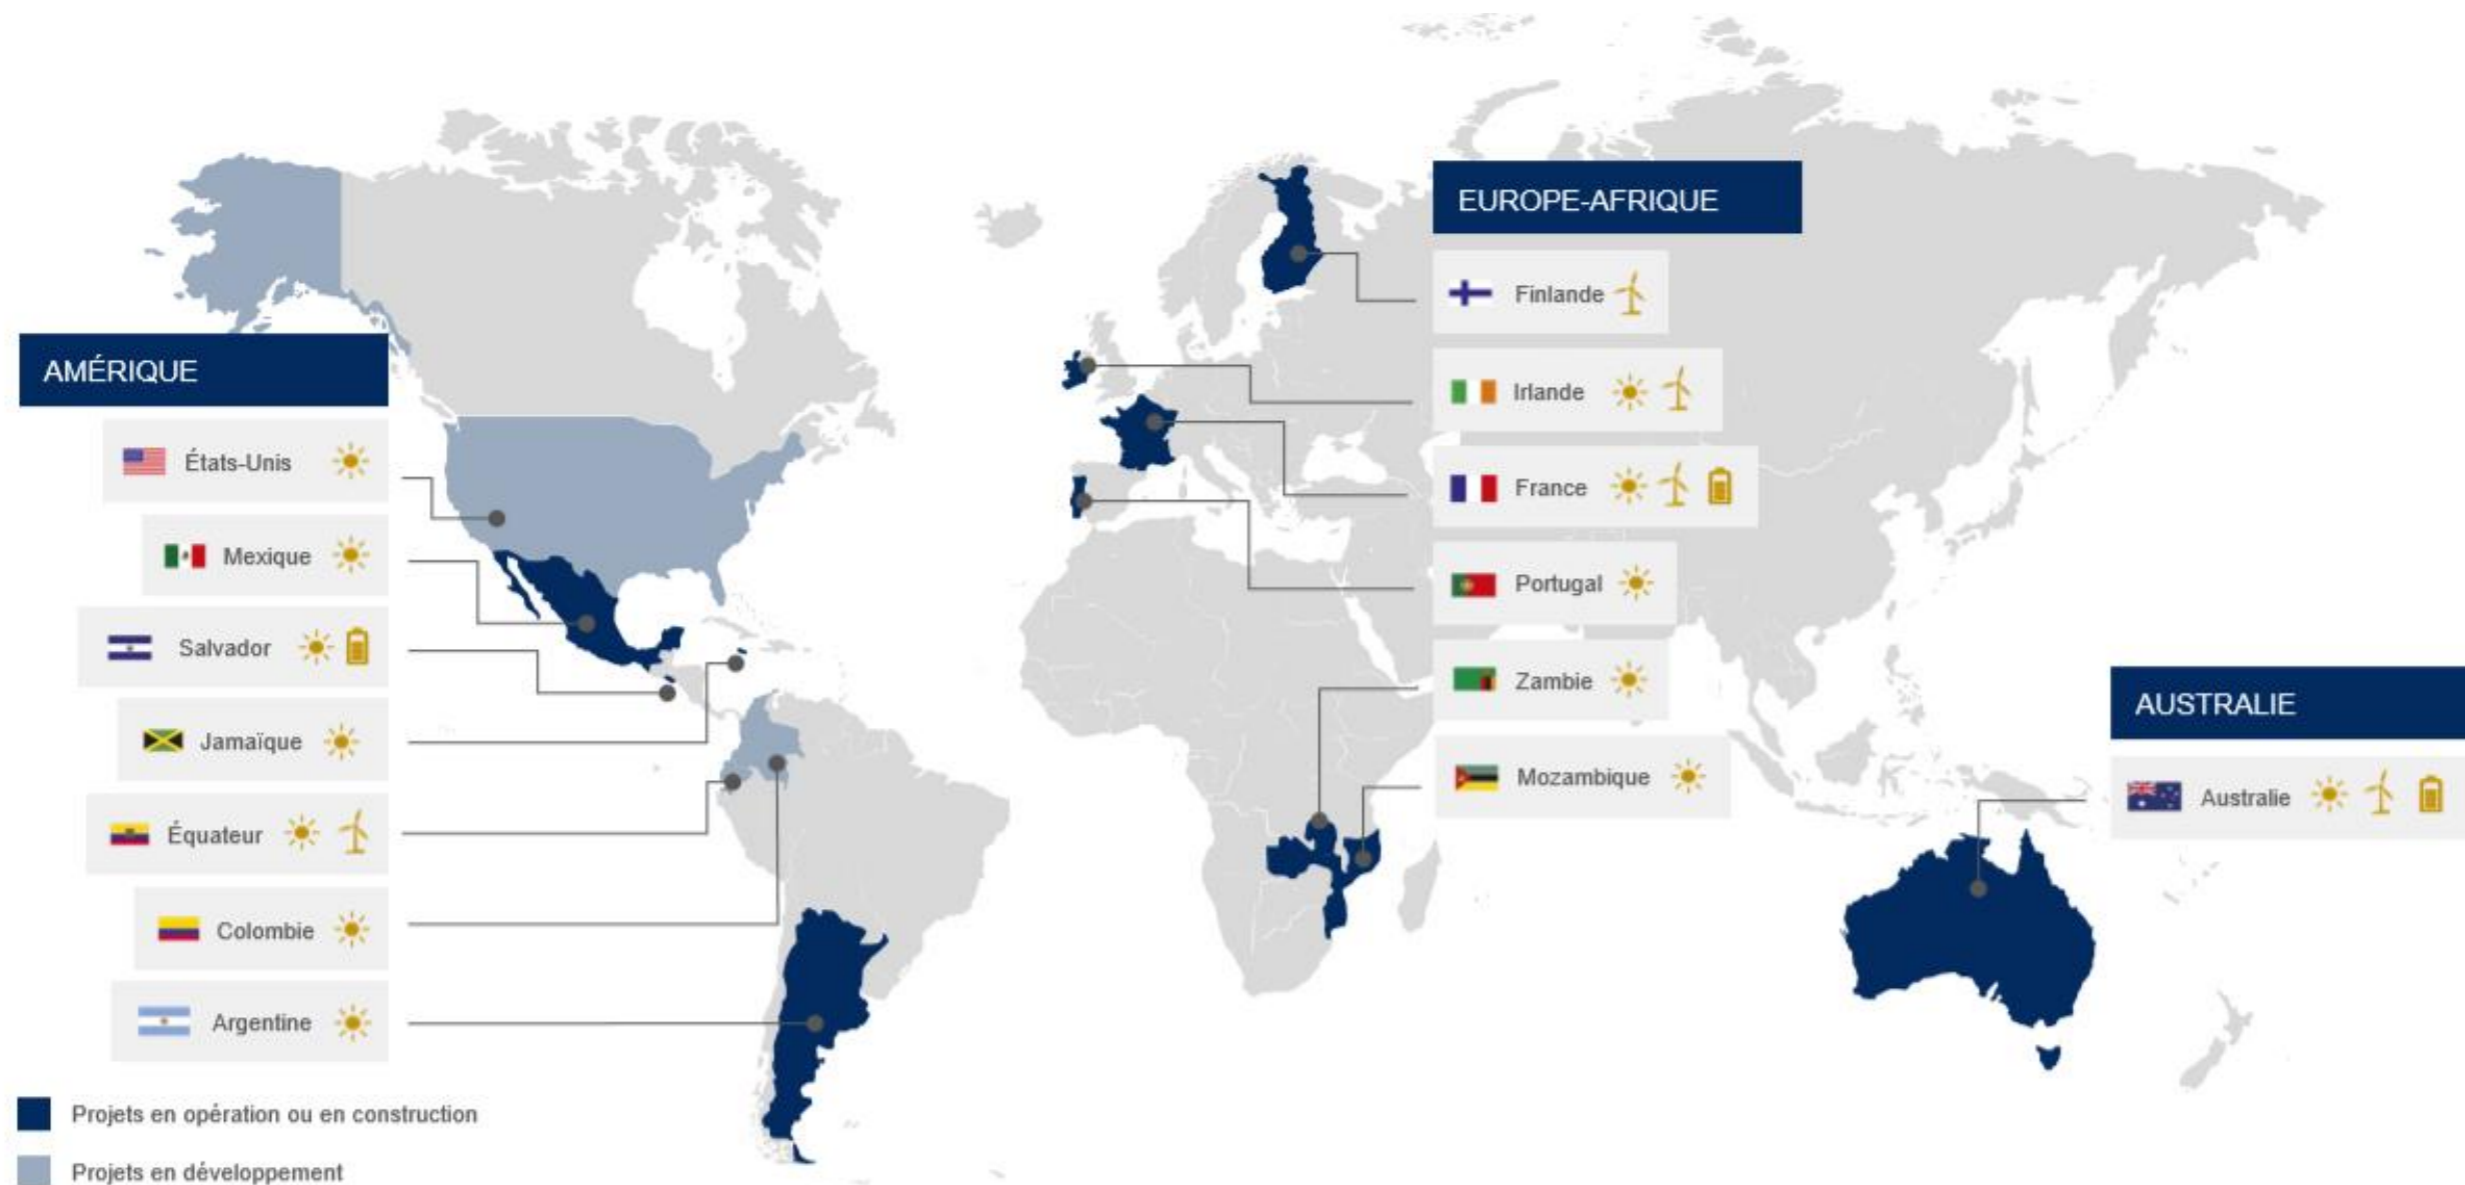 AMÉRIQUE
États-Unis
Mexique
Salvador
Jamaïque
Équateur
Colombie
Argentine
Projets en opération ou en construction
Projets en développement
EUROPE-AFRIQUE
Finlande
Irlande
France
Portugal
Zambie
Mozambique
AUSTRALIE
Australie